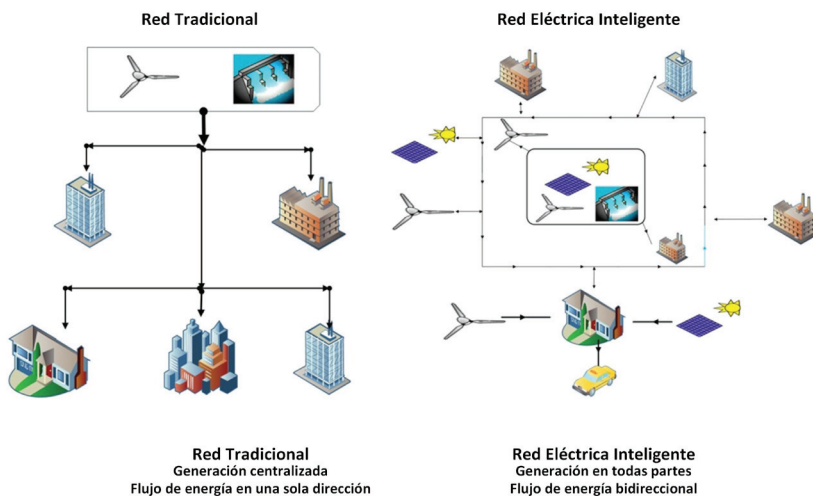 Red Tradicional
Red Eléctrica Inteligente
Red Tradicional
Generación centralizada
Flujo de energía en una sola dirección
Red Eléctrica Inteligente
Generación en todas partes
Flujo de energía bidireccional